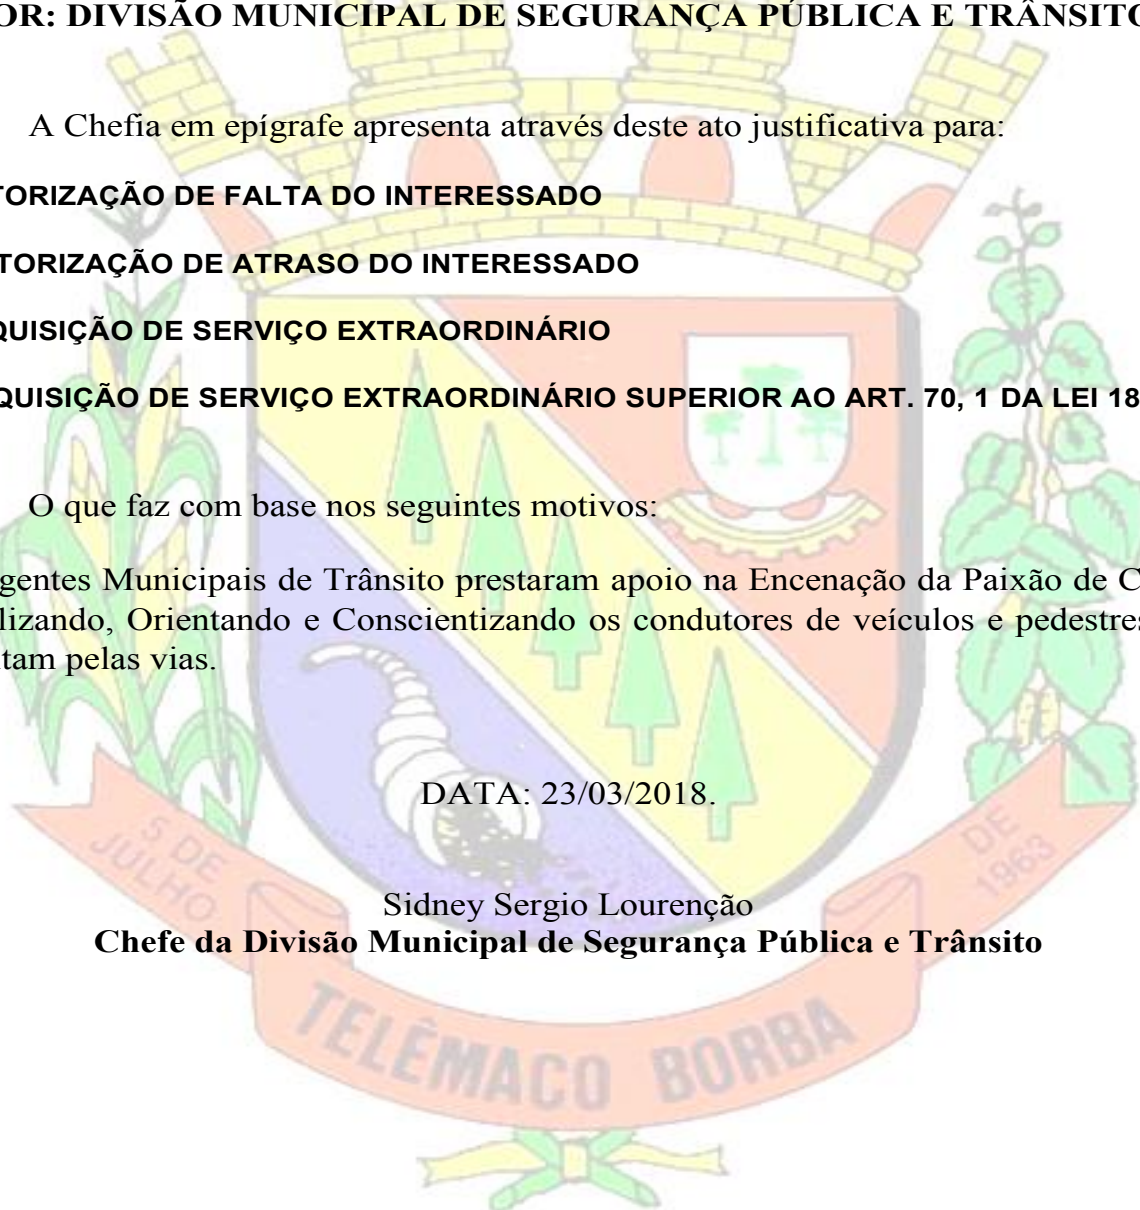 OR: DIVISÃO MUNICIPAL DE SEGURANÇA PÚBLICA E TRÂNSITO
A Chefia em epígrafe apresenta através deste ato justificativa para:
TORIZAÇÃO DE FALTA DO INTERESSADO
TORIZAÇÃO DE ATRASO DO INTERESSADO
QUISIÇÃO DE SERVIÇO EXTRAORDINÁRIO
QUISIÇÃO DE SERVIÇO EXTRAORDINÁRIO SUPERIOR AO ART. 70, 1 DA LEI 18
O que faz com base nos seguintes motivos:
gentes Municipais de Trânsito prestaram apoio na Encenação da Paixão de C
lizando, Orientando e Conscientizando os condutores de veículos e pedestres
itam pelas vias.
DATA: 23/03/2018.
5 DE JULHO
DE 1963
Sidney Sergio Lourenção
Chefe da Divisão Municipal de Segurança Pública e Trânsito
TELÊMACO BORBA